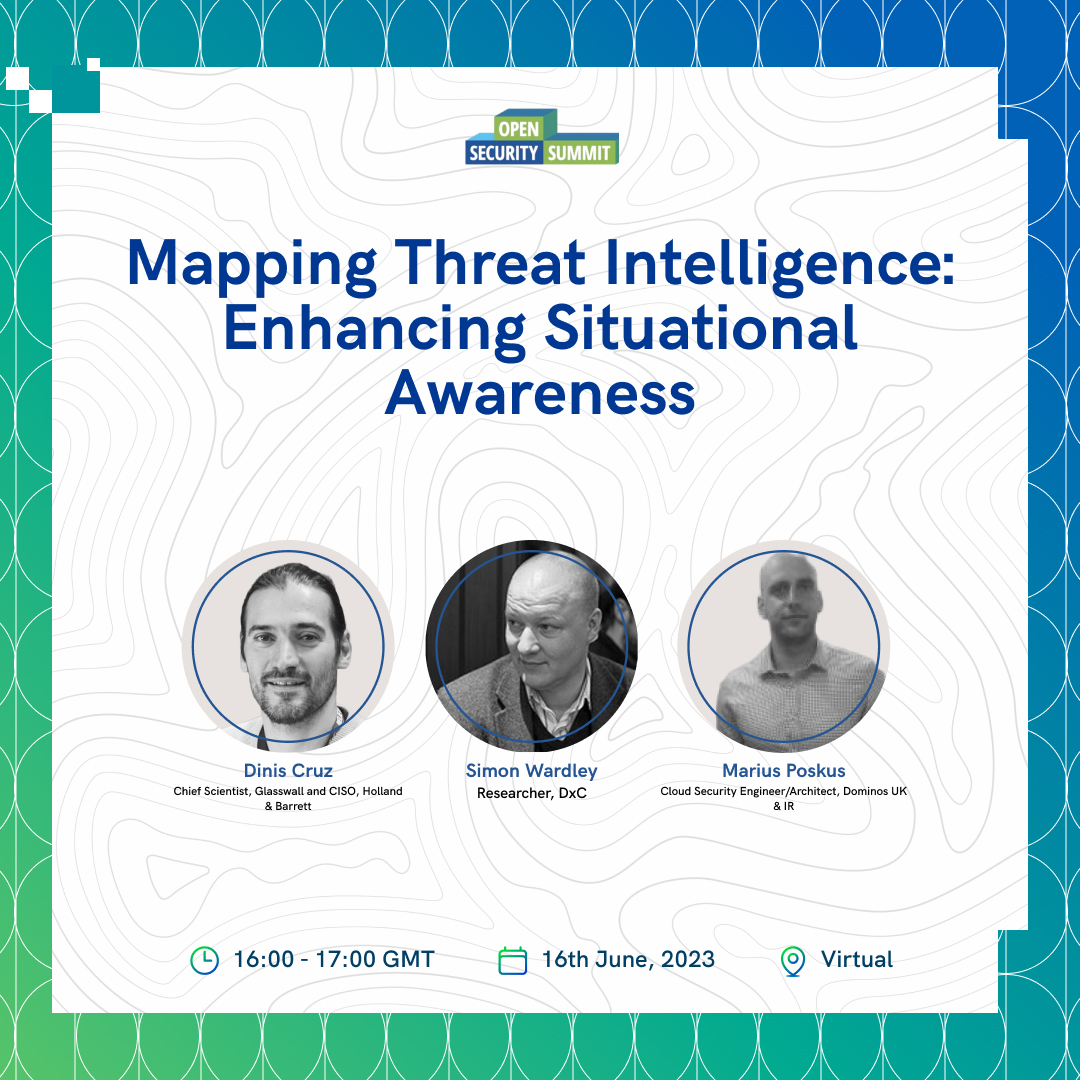 OPEN
SECURITY SUMMIT
Mapping Threat Intelligence:
Enhancing Situational
Awareness
Dinis Cruz
Chief Scientist, Glasswall and CISO, Holland
& Barrett
Simon Wardley
Researcher, DxC
Marius Poskus
Cloud Security Engineer/Architect, Dominos UK
& IR
16:00 - 17:00 GMT
16th June, 2023
Virtual